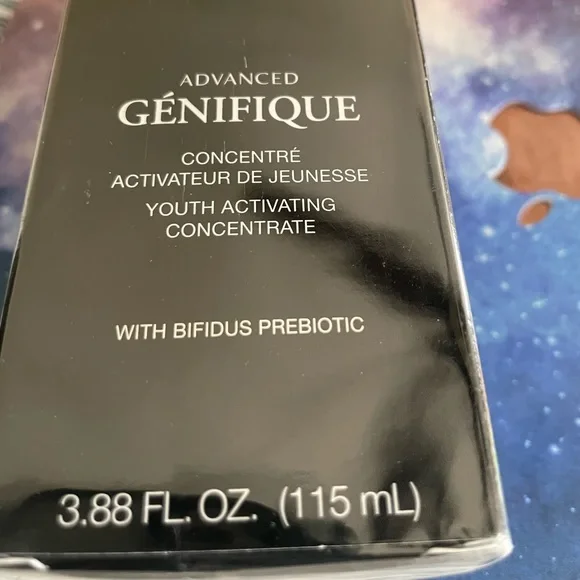 ADVANCED
GÉNIFIQUE
CONCENTRÉ
ACTIVATEUR DE JEUNESSE
YOUTH ACTIVATING
CONCENTRATE
WITH BIFIDUS PREBIOTIC
3.88 FL. OZ. (115 mL)